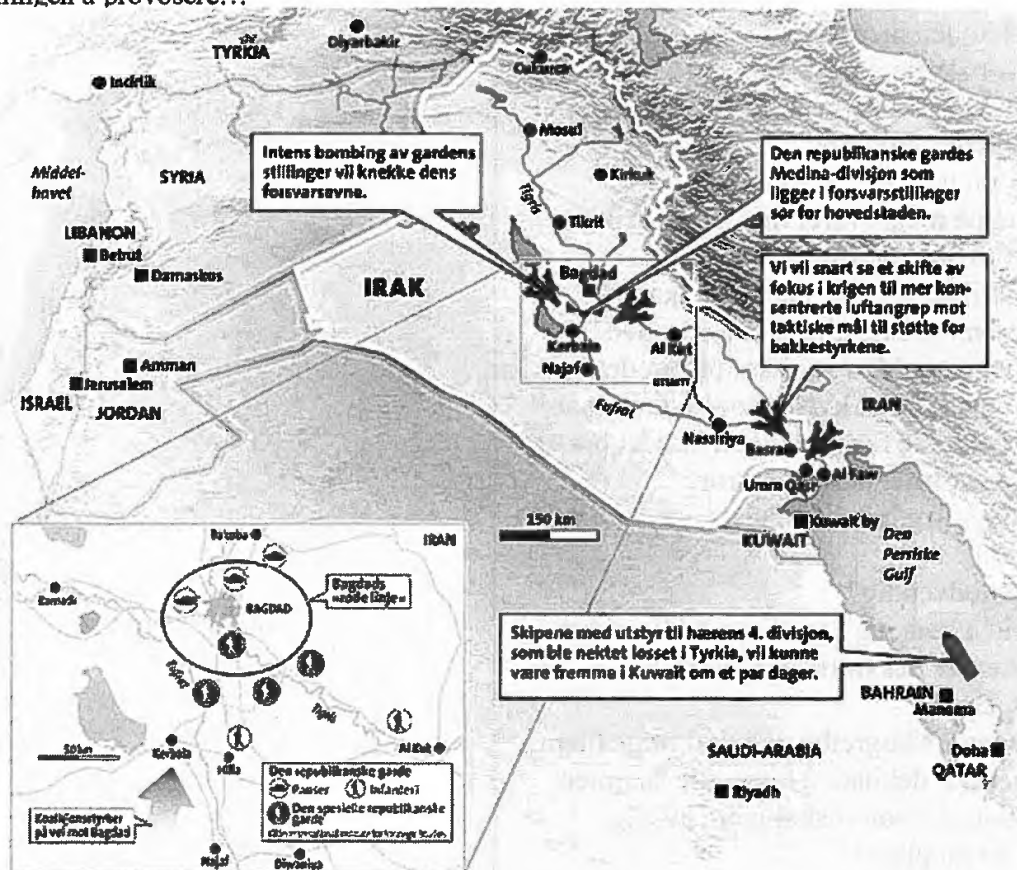 å provosere…
TYRKIA
Diyarbakir
Incirlik
Cukurca
Mosul
Intens bombing av gardens
stillinger vil knekke dens
forsvarsevne.
Den republikanske gardes
Medina-divisjon som
ligger i forsvarsstillinger
sør for hovedstaden.
Middel-
havet
SYRIA
Tigris
Kirkuk
Tikrit
LIBANON
Beirut
Damaskus
IRAK
Bagdad
Vi vil snart se et skifte av
fokus i krigen til mer kon-
sentrerte luftangrep mot
taktiske mål til støtte for
bakkestyrkene.
Kerbala
Al Kut
Najaf
Amman
Jerusalem
ISRAEL
JORDAN
Eufrat
IRAN
Nassiriya
Basra
Umm Qasr
Al Faw
150 km
Kuwait by
KUWAIT
Den
Persiske
Gulf
Skipene med utstyr til hærens 4. divisjon,
som ble nektet losset i Tyrkia, vil kunne
være fremme i Kuwait om et par dager.
BAHRAIN
Manama
SAUDI-ARABIA
Doha
QATAR
Riyadh
Bakuba
IRAN
Ramadi
BAGDAD
Bagdads
«røde linje»
Eufrat
Tigris
50 km
Kerbala
Hilla
Al Kut
Den republikanske garde
Panser
Infanteri
Den spesielle republikanske
garde
Koalisjonsstyrker
på vei mot Bagdad
Najaf
Diwaniya